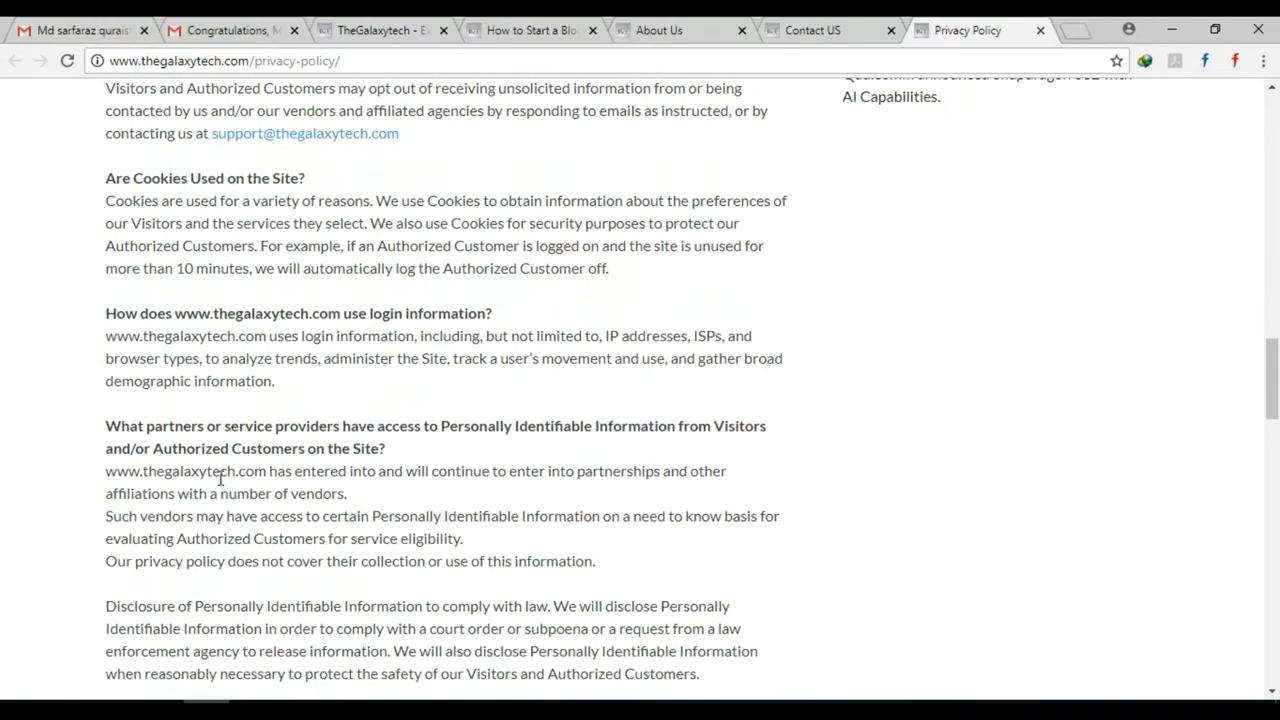 Md sarfaraz qurais
Congratulations, M
TheGalaxytech - Ex
How to Start a Blo
About Us
Contact US
Privacy Policy
www.thegalaxytech.com/privacy-policy/
Visitors and Authorized Customers may opt out of receiving unsolicited information from or being
contacted by us and/or our vendors and affiliated agencies by responding to emails as instructed, or by
contacting us at support@thegalaxytech.com
AI Capabilities.
Are Cookies Used on the Site?
Cookies are used for a variety of reasons. We use Cookies to obtain information about the preferences of
our Visitors and the services they select. We also use Cookies for security purposes to protect our
Authorized Customers. For example, if an Authorized Customer is logged on and the site is unused for
more than 10 minutes, we will automatically log the Authorized Customer off.
How does www.thegalaxytech.com use login information?
www.thegalaxytech.com uses login information, including, but not limited to, IP addresses, ISPs, and
browser types, to analyze trends, administer the Site, track a user's movement and use, and gather broad
demographic information.
What partners or service providers have access to Personally Identifiable Information from Visitors
and/or Authorized Customers on the Site?
www.thegalaxytech.com has entered into and will continue to enter into partnerships and other
affiliations with a number of vendors.
Such vendors may have access to certain Personally Identifiable Information on a need to know basis for
evaluating Authorized Customers for service eligibility.
Our privacy policy does not cover their collection or use of this information.
Disclosure of Personally Identifiable Information to comply with law. We will disclose Personally
Identifiable Information in order to comply with a court order or subpoena or a request from a law
enforcement agency to release information. We will also disclose Personally Identifiable Information
when reasonably necessary to protect the safety of our Visitors and Authorized Customers.